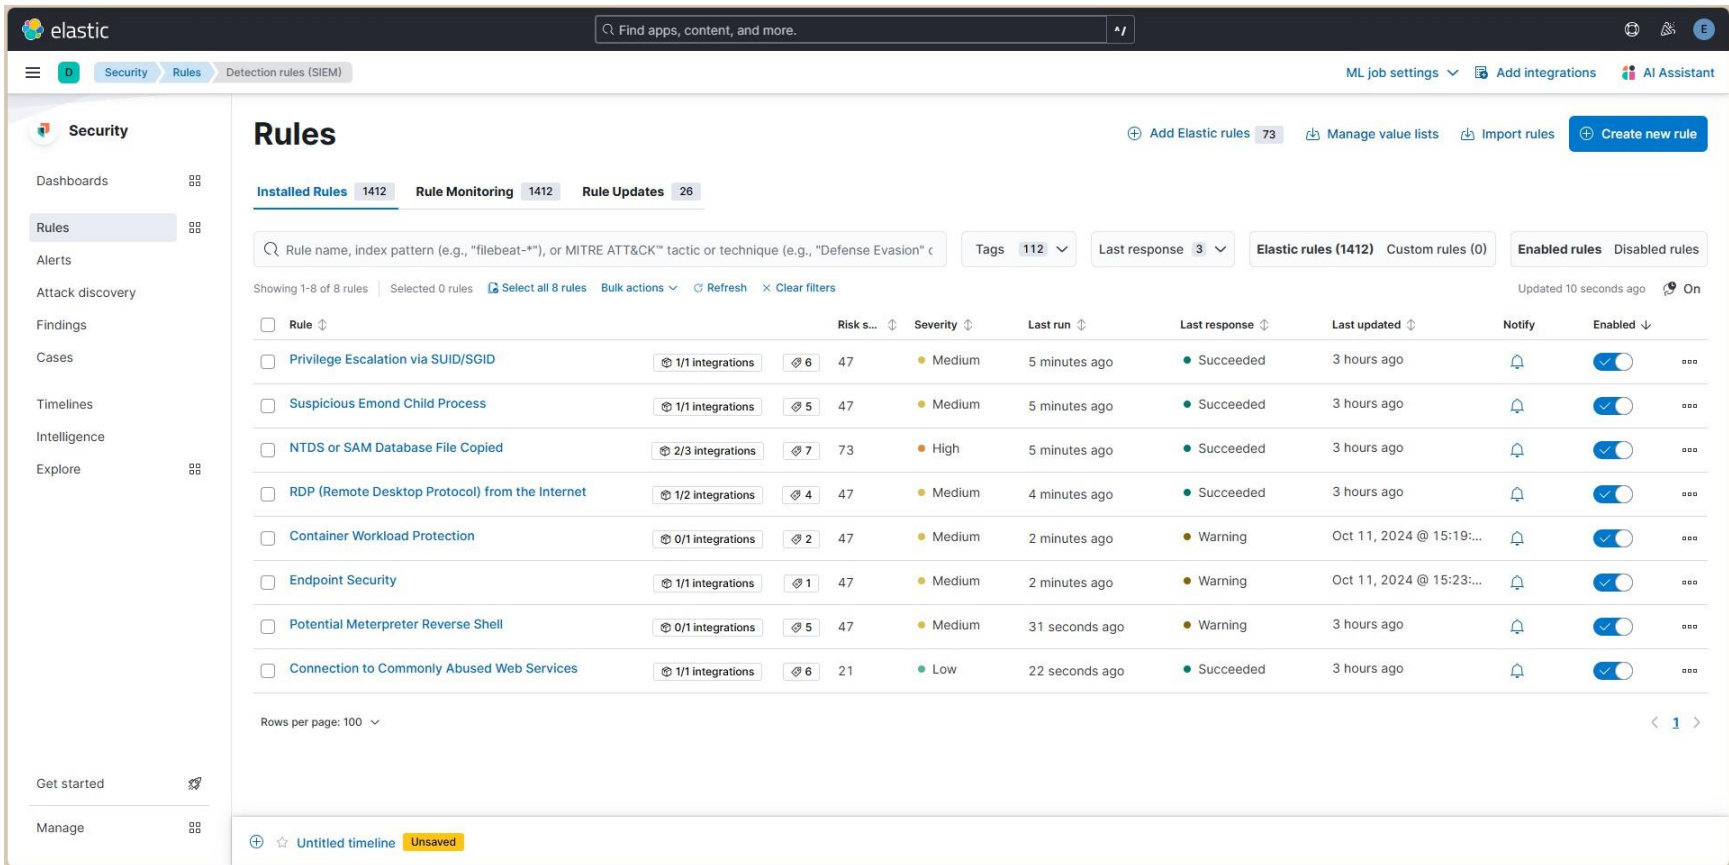 elastic
Find apps, content, and more.
^/
E
D
Security
Rules
Detection rules (SIEM)
ML job settings
Add integrations
AI Assistant
Security
Dashboards
Rules
Alerts
Attack discovery
Findings
Cases
Timelines
Intelligence
Explore
Get started
Manage
Rules
Add Elastic rules 73
Manage value lists
Import rules
Create new rule
Installed Rules 1412
Rule Monitoring 1412
Rule Updates 26
Rule name, index pattern (e.g., "filebeat-*"), or MITRE ATT&CK™ tactic or technique (e.g., "Defense Evasion" c
Tags 112
Last response 3
Elastic rules (1412) Custom rules (0)
Enabled rules Disabled rules
Showing 1-8 of 8 rules
Selected 0 rules
Select all 8 rules
Bulk actions
Refresh
Clear filters
Updated 10 seconds ago
On
Rule Risk s... Severity Last run Last response Last updated Notify Enabled
Privilege Escalation via SUID/SGID 1/1 integrations 6 47 Medium 5 minutes ago Succeeded 3 hours ago
Suspicious Emond Child Process 1/1 integrations 5 47 Medium 5 minutes ago Succeeded 3 hours ago
NTDS or SAM Database File Copied 2/3 integrations 7 73 High 5 minutes ago Succeeded 3 hours ago
RDP (Remote Desktop Protocol) from the Internet 1/2 integrations 4 47 Medium 4 minutes ago Succeeded 3 hours ago
Container Workload Protection 0/1 integrations 2 47 Medium 2 minutes ago Warning Oct 11, 2024 @ 15:19:...
Endpoint Security 1/1 integrations 1 47 Medium 2 minutes ago Warning Oct 11, 2024 @ 15:23:...
Potential Meterpreter Reverse Shell 0/1 integrations 5 47 Medium 31 seconds ago Warning 3 hours ago
Connection to Commonly Abused Web Services 1/1 integrations 6 21 Low 22 seconds ago Succeeded 3 hours ago
Rows per page: 100
1
Untitled timeline Unsaved